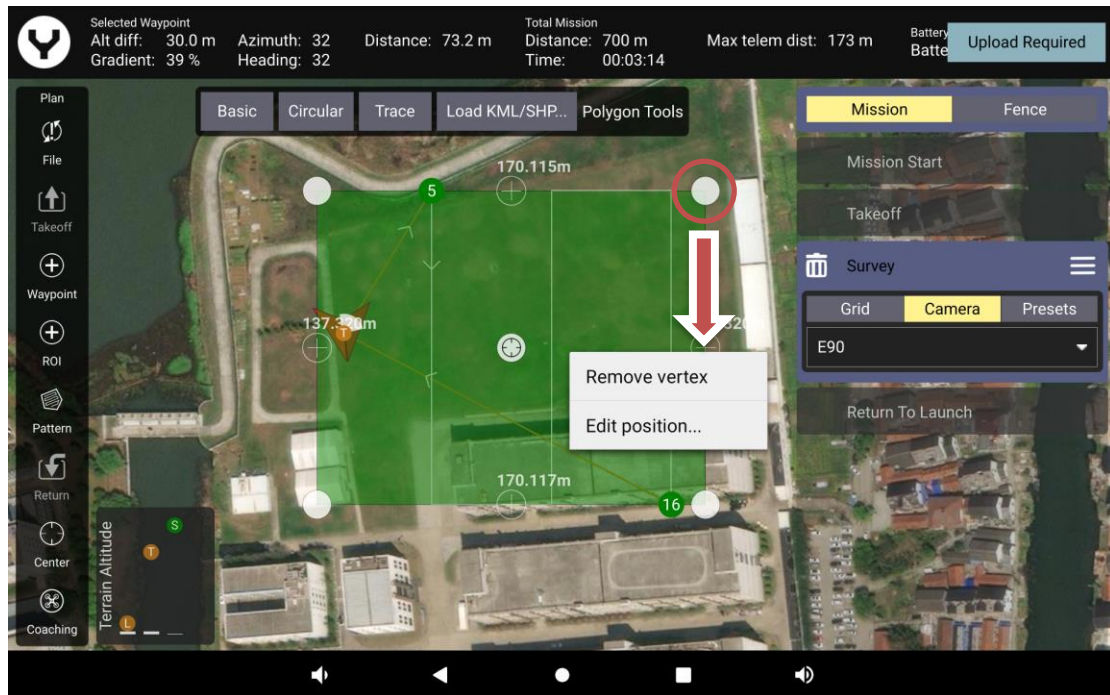 Selected Waypoint
Alt diff: 30.0 m Azimuth: 32 Distance: 73.2 m
Gradient: 39 % Heading: 32
Total Mission
Distance: 700 m Max telem dist: 173 m
Time: 00:03:14
Battery
Batte
Upload Required
Plan
File
Takeoff
Waypoint
ROI
Pattern
Return
Center
Coaching
Basic Circular Trace Load KML/SHP... Polygon Tools
170.115m
5
137.320m
T
Remove vertex
Edit position...
170.117m
16
Terrain Altitude
S
T
L
Mission Fence
Mission Start
Takeoff
Survey
Grid Camera Presets
E90
Return To Launch